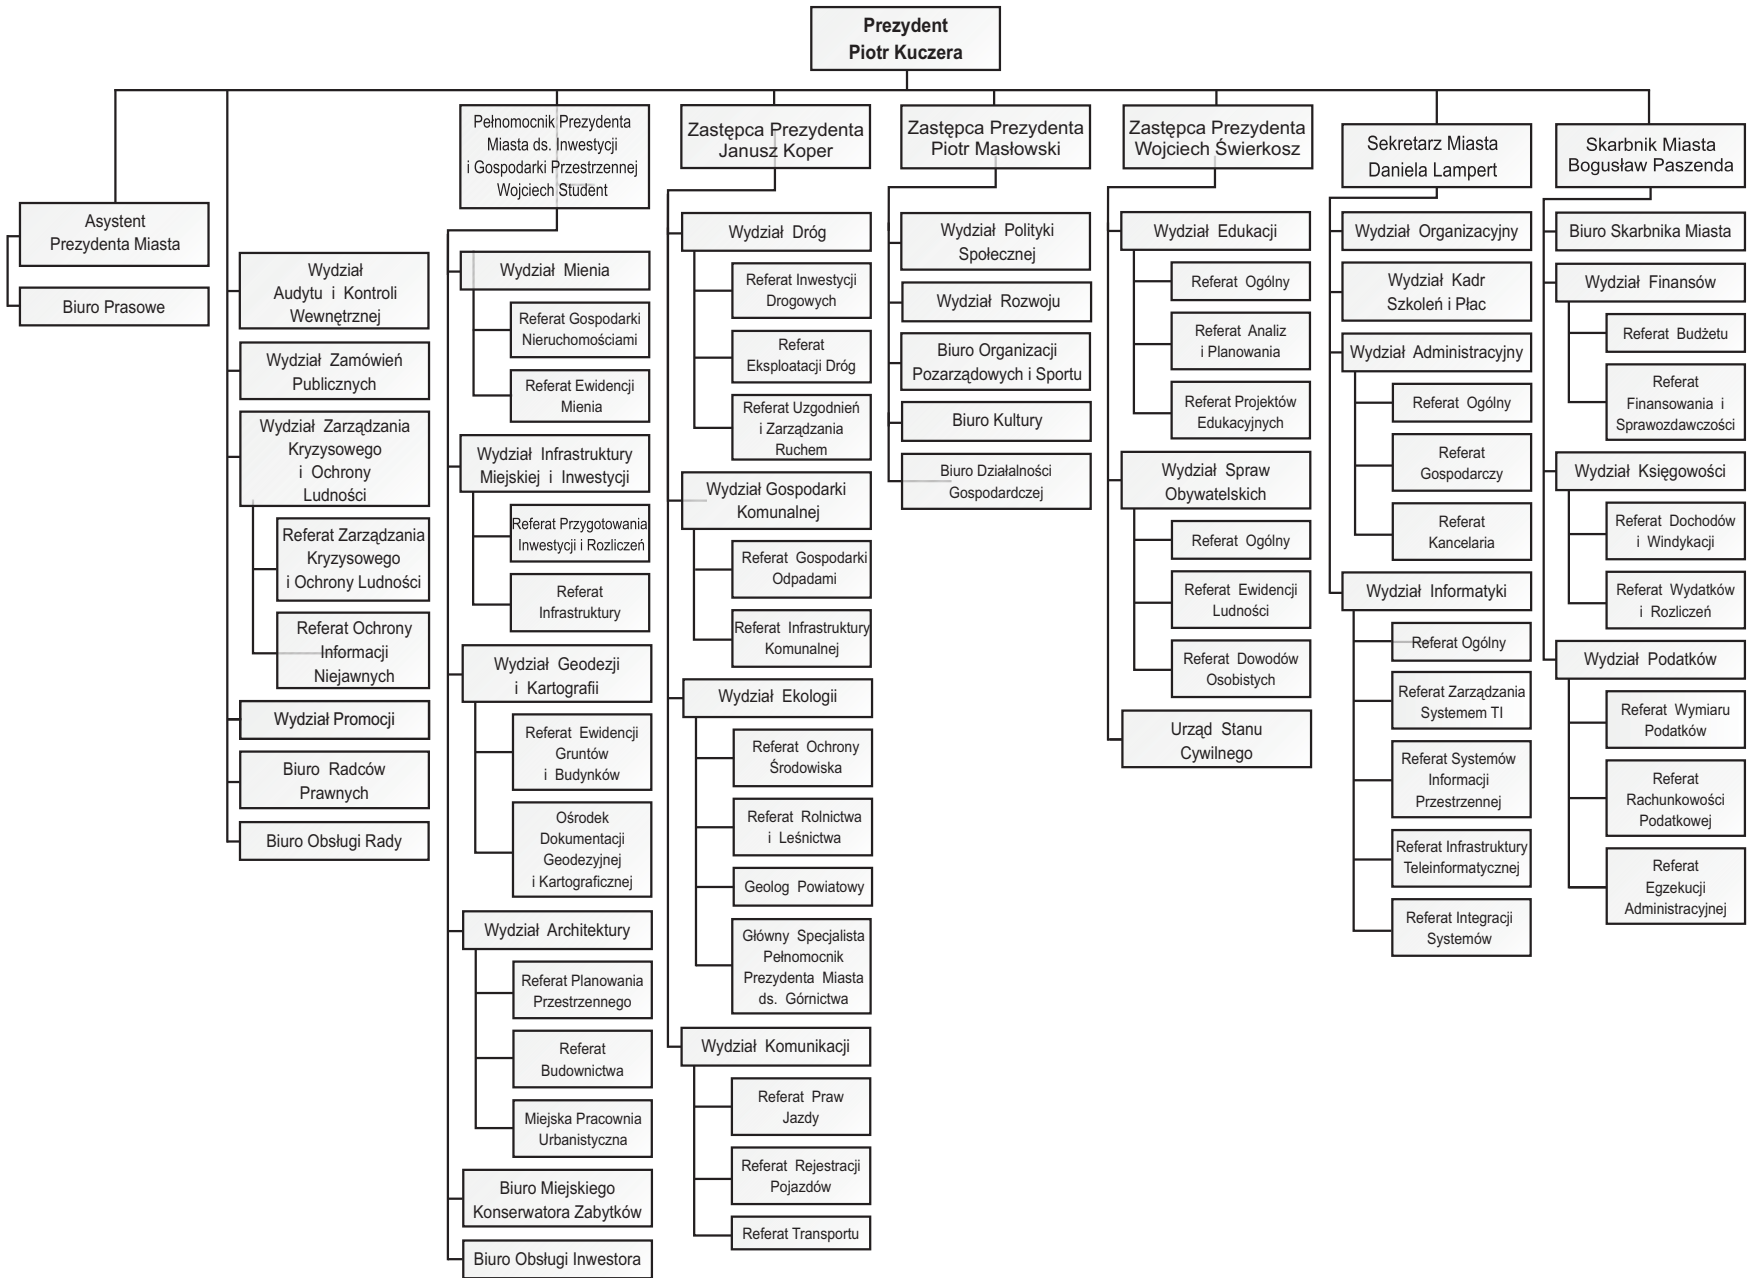 Prezydent
Piotr Kuczera
Asystent
Prezydenta Miasta
Biuro Prasowe
Wydział
Audytu i Kontroli
Wewnętrznej
Wydział Zamówień
Publicznych
Wydział Zarządzania
Kryzysowego
i Ochrony
Ludności
Referat Zarządzania
Kryzysowego
i Ochrony Ludności
Referat Ochrony
Informacji
Niejawnych
Wydział Promocji
Biuro Radców
Prawnych
Biuro Obsługi Rady
Pełnomocnik Prezydenta
Miasta ds. Inwestycji
i Gospodarki Przestrzennej
Wojciech Student
Wydział Mienia
Referat Gospodarki
Nieruchomościami
Referat Ewidencji
Mienia
Wydział Infrastruktury
Miejskiej i Inwestycji
Referat Przygotowania
Inwestycji i Rozliczeń
Referat
Infrastruktury
Wydział Geodezji
i Kartografii
Referat Ewidencji
Gruntów
i Budynków
Ośrodek
Dokumentacji
Geodezyjnej
i Kartograficznej
Wydział Architektury
Referat Planowania
Przestrzennego
Referat
Budownictwa
Miejska Pracownia
Urbanistyczna
Biuro Miejskiego
Konserwatora Zabytków
Biuro Obsługi Inwestora
Zastępca Prezydenta
Janusz Koper
Wydział Dróg
Referat Inwestycji
Drogowych
Referat
Eksploatacji Dróg
Referat Uzgodnień
i Zarządzania
Ruchem
Wydział Gospodarki
Komunalnej
Referat Gospodarki
Odpadami
Referat Infrastruktury
Komunalnej
Wydział Ekologii
Referat Ochrony
Środowiska
Referat Rolnictwa
i Leśnictwa
Geolog Powiatowy
Główny Specjalista
Pełnomocnik
Prezydenta Miasta
ds. Górnictwa
Wydział Komunikacji
Referat Praw
Jazdy
Referat Rejestracji
Pojazdów
Referat Transportu
Zastępca Prezydenta
Piotr Masłowski
Wydział Polityki
Społecznej
Wydział Rozwoju
Biuro Organizacji
Pozarządowych i Sportu
Biuro Kultury
Biuro Działalności
Gospodardczej
Zastępca Prezydenta
Wojciech Świerkosz
Wydział Edukacji
Referat Ogólny
Referat Analiz
i Planowania
Referat Projektów
Edukacyjnych
Wydział Spraw
Obywatelskich
Referat Ogólny
Referat Ewidencji
Ludności
Referat Dowodów
Osobistych
Urząd Stanu
Cywilnego
Sekretarz Miasta
Daniela Lampert
Wydział Organizacyjny
Wydział Kadr
Szkoleń i Płac
Wydział Administracyjny
Referat Ogólny
Referat
Gospodarczy
Referat
Kancelaria
Wydział Informatyki
Referat Ogólny
Referat Zarządzania
Systemem TI
Referat Systemów
Informacji
Przestrzennej
Referat Infrastruktury
Teleinformatycznej
Referat Integracji
Systemów
Skarbnik Miasta
Bogusław Paszenda
Biuro Skarbnika Miasta
Wydział Finansów
Referat Budżetu
Referat
Finansowania i
Sprawozdawczości
Wydział Księgowości
Referat Dochodów
i Windykacji
Referat Wydatków
i Rozliczeń
Wydział Podatków
Referat Wymiaru
Podatków
Referat
Rachunkowości
Podatkowej
Referat
Egzekucji
Administracyjnej